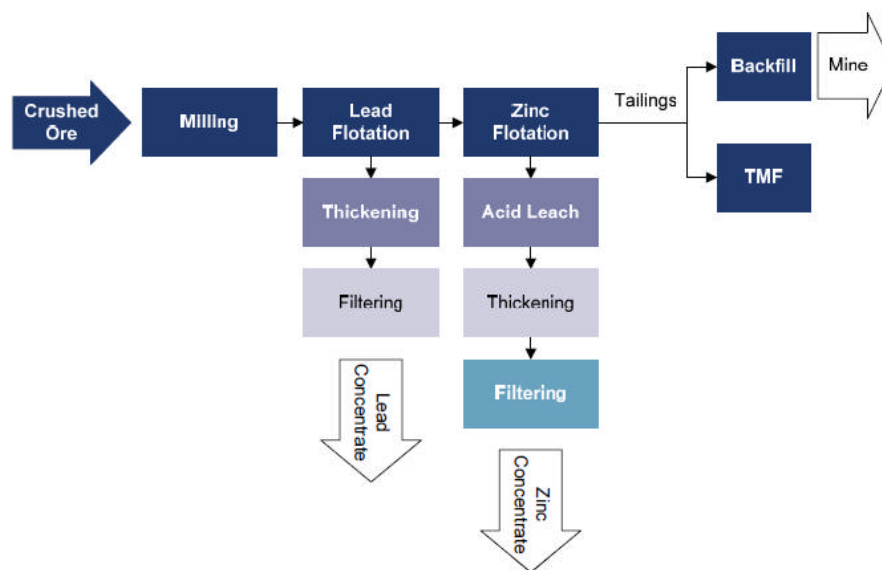 Crushed
Ore
Milling
Lead
Flotation
Zinc
Flotation
Tailings
Backfill
Mine
TMF
Thickening
Acid Leach
Filtering
Thickening
Filtering
Lead
Concentrate
Zinc
Concentrate